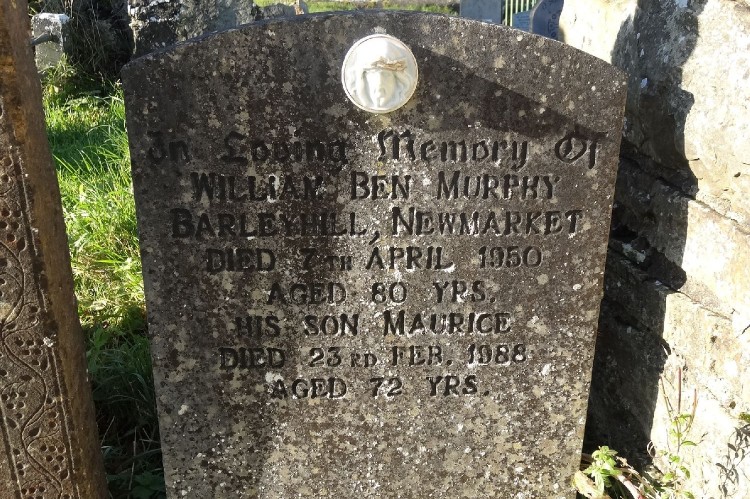 In Loving Memory Of
WILLIAM BEN MURPHY
BARLEYHILL, NEWMARKET
DIED 7TH APRIL 1950
AGED 80 YRS.
HIS SON MAURICE
DIED 23RD FEB. 1988
AGED 72 YRS.